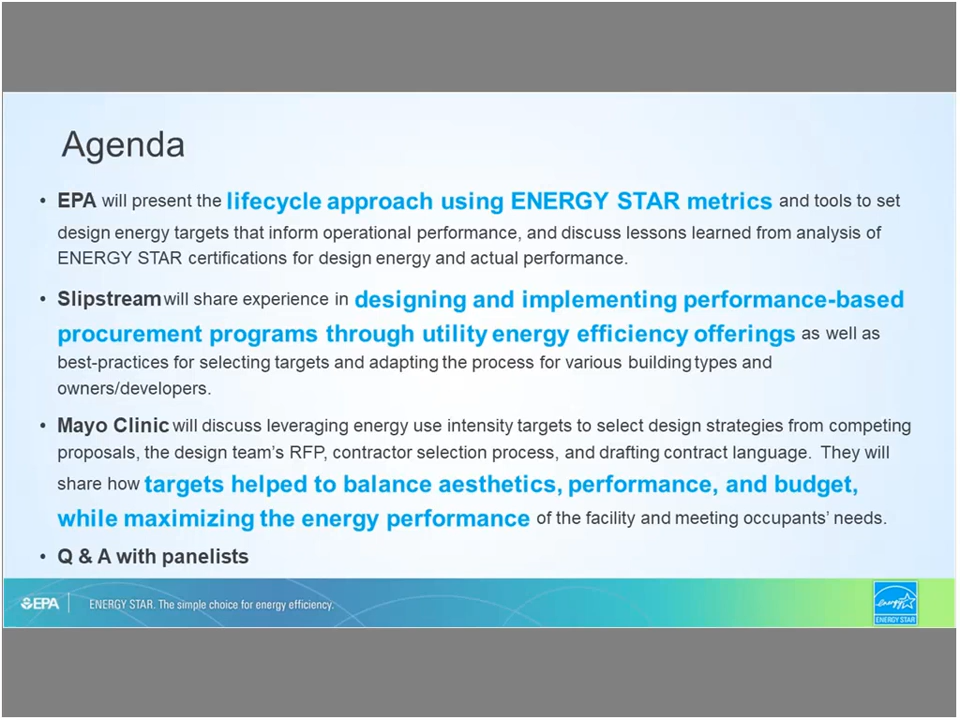 Agenda
• EPA will present the lifecycle approach using ENERGY STAR metrics and tools to set
design energy targets that inform operational performance, and discuss lessons learned from analysis of
ENERGY STAR certifications for design energy and actual performance.
• Slipstream will share experience in designing and implementing performance-based
procurement programs through utility energy efficiency offerings as well as
best-practices for selecting targets and adapting the process for various building types and
owners/developers.
• Mayo Clinic will discuss leveraging energy use intensity targets to select design strategies from competing
proposals, the design team's RFP, contractor selection process, and drafting contract language. They will
share how targets helped to balance aesthetics, performance, and budget,
while maximizing the energy performance of the facility and meeting occupants' needs.
• Q & A with panelists
EPA ENERGY STAR. The simple choice for energy efficiency.
energy
ENERGY STAR